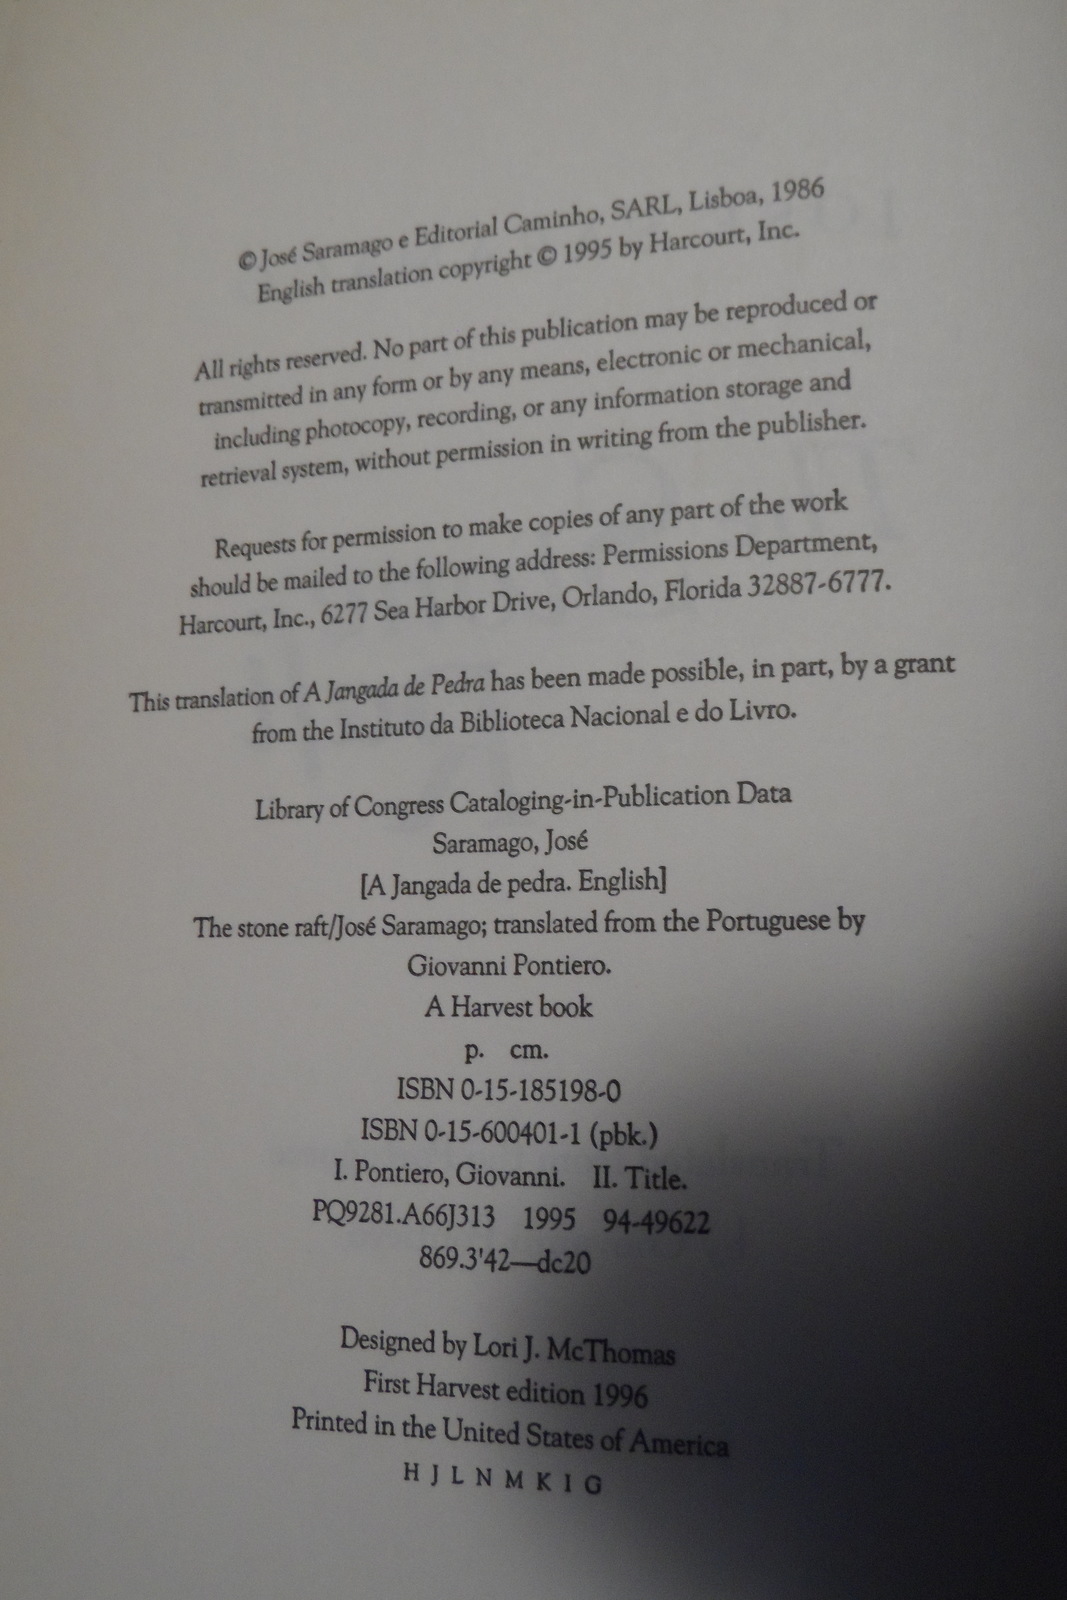 © José Saramago e Editorial Caminho, SARL, Lisboa, 1986
English translation copyright © 1995 by Harcourt, Inc.
All rights reserved. No part of this publication may be reproduced or
transmitted in any form or by any means, electronic or mechanical,
including photocopy, recording, or any information storage and
retrieval system, without permission in writing from the publisher.
Requests for permission to make copies of any part of the work
should be mailed to the following address: Permissions Department,
Harcourt, Inc., 6277 Sea Harbor Drive, Orlando, Florida 32887-6777.
This translation of A Jangada de Pedra has been made possible, in part, by a grant
from the Instituto da Biblioteca Nacional e do Livro.
Library of Congress Cataloging-in-Publication Data
Saramago, José
[A Jangada de pedra. English]
The stone raft/José Saramago; translated from the Portuguese by
Giovanni Pontiero.
A Harvest book
p. cm.
ISBN 0-15-185198-0
ISBN 0-15-600401-1 (pbk.)
I. Pontiero, Giovanni. II. Title.
PQ9281.A66J313 1995 94-49622
869.3'42—dc20
Designed by Lori J. McThomas
First Harvest edition 1996
Printed in the United States of America
H J L N M K I G